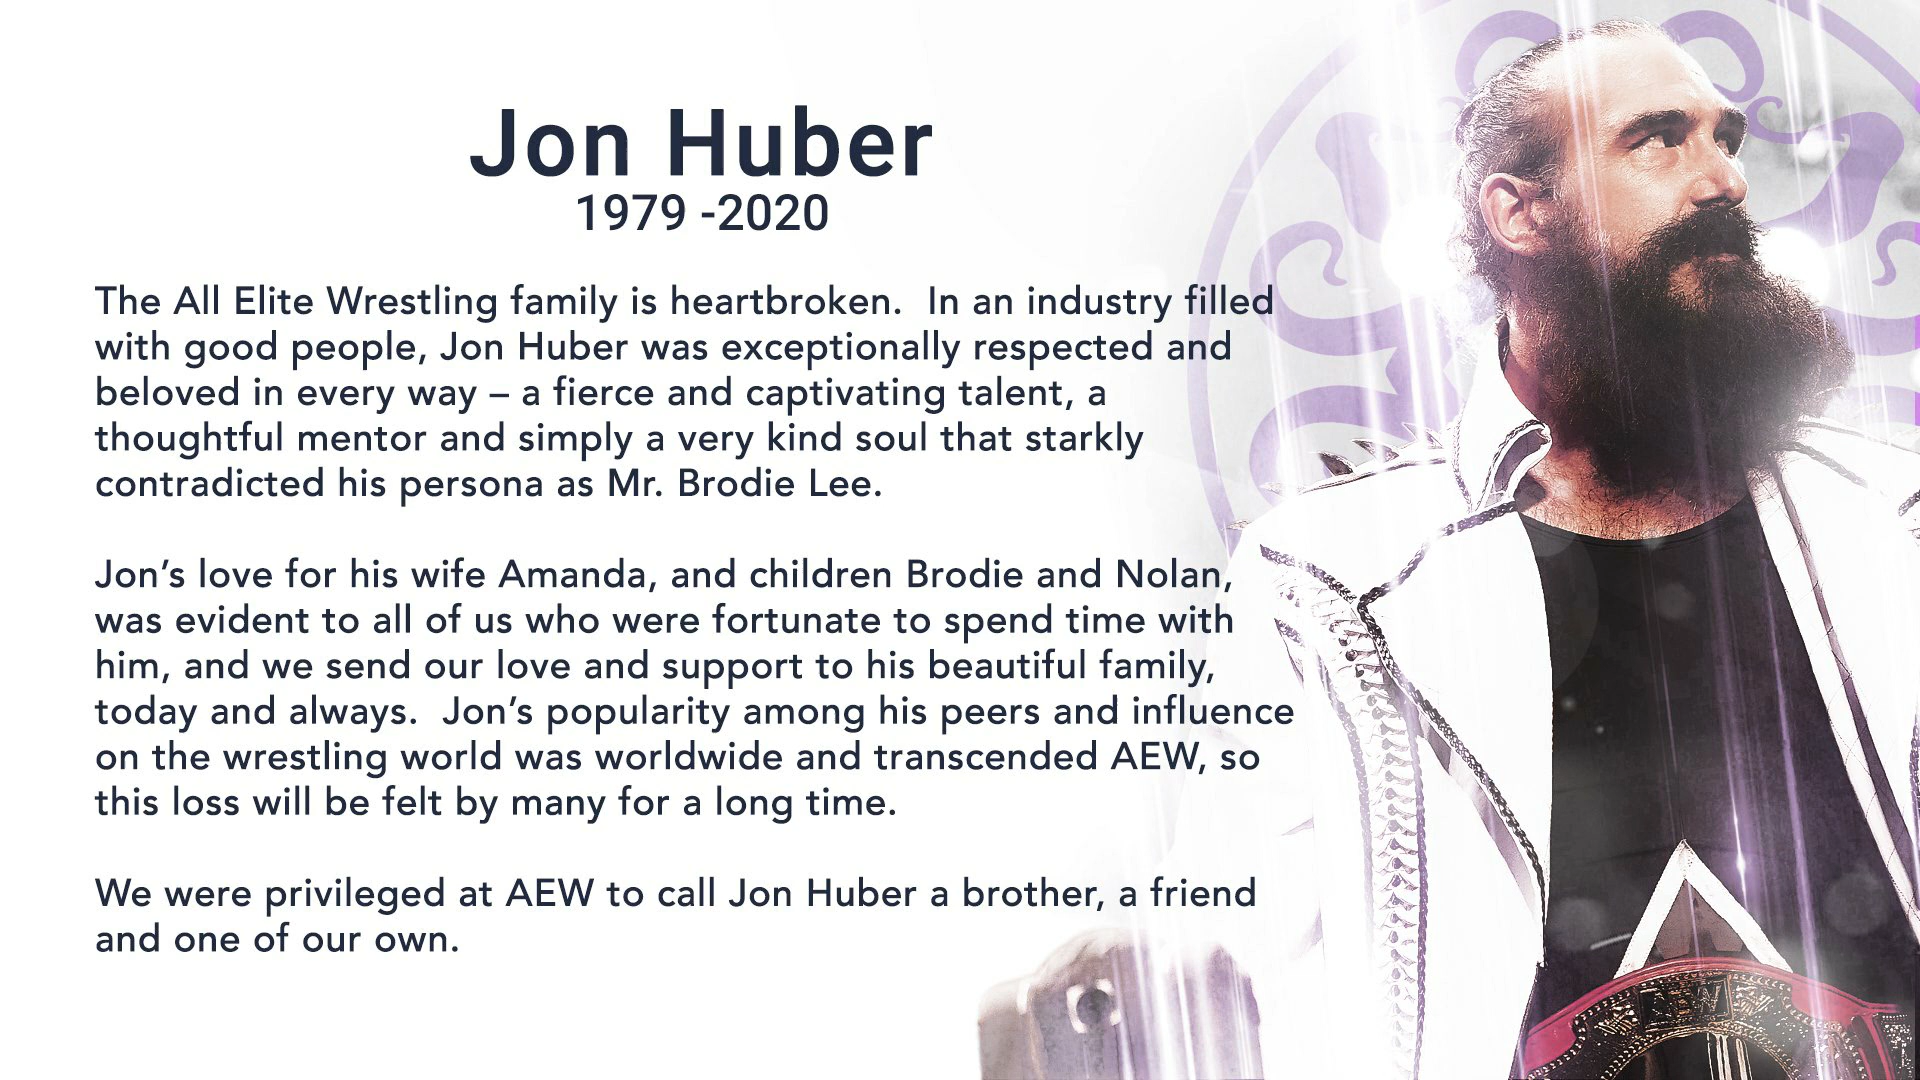 Jon Huber
1979 -2020
The All Elite Wrestling family is heartbroken.  In an industry filled
with good people, Jon Huber was exceptionally respected and
beloved in every way – a fierce and captivating talent, a
thoughtful mentor and simply a very kind soul that starkly
contradicted his persona as Mr. Brodie Lee.
Jon’s love for his wife Amanda, and children Brodie and Nolan,
was evident to all of us who were fortunate to spend time with
him, and we send our love and support to his beautiful family,
today and always.  Jon’s popularity among his peers and influence
on the wrestling world was worldwide and transcended AEW, so
this loss will be felt by many for a long time.
We were privileged at AEW to call Jon Huber a brother, a friend
and one of our own.
AEW